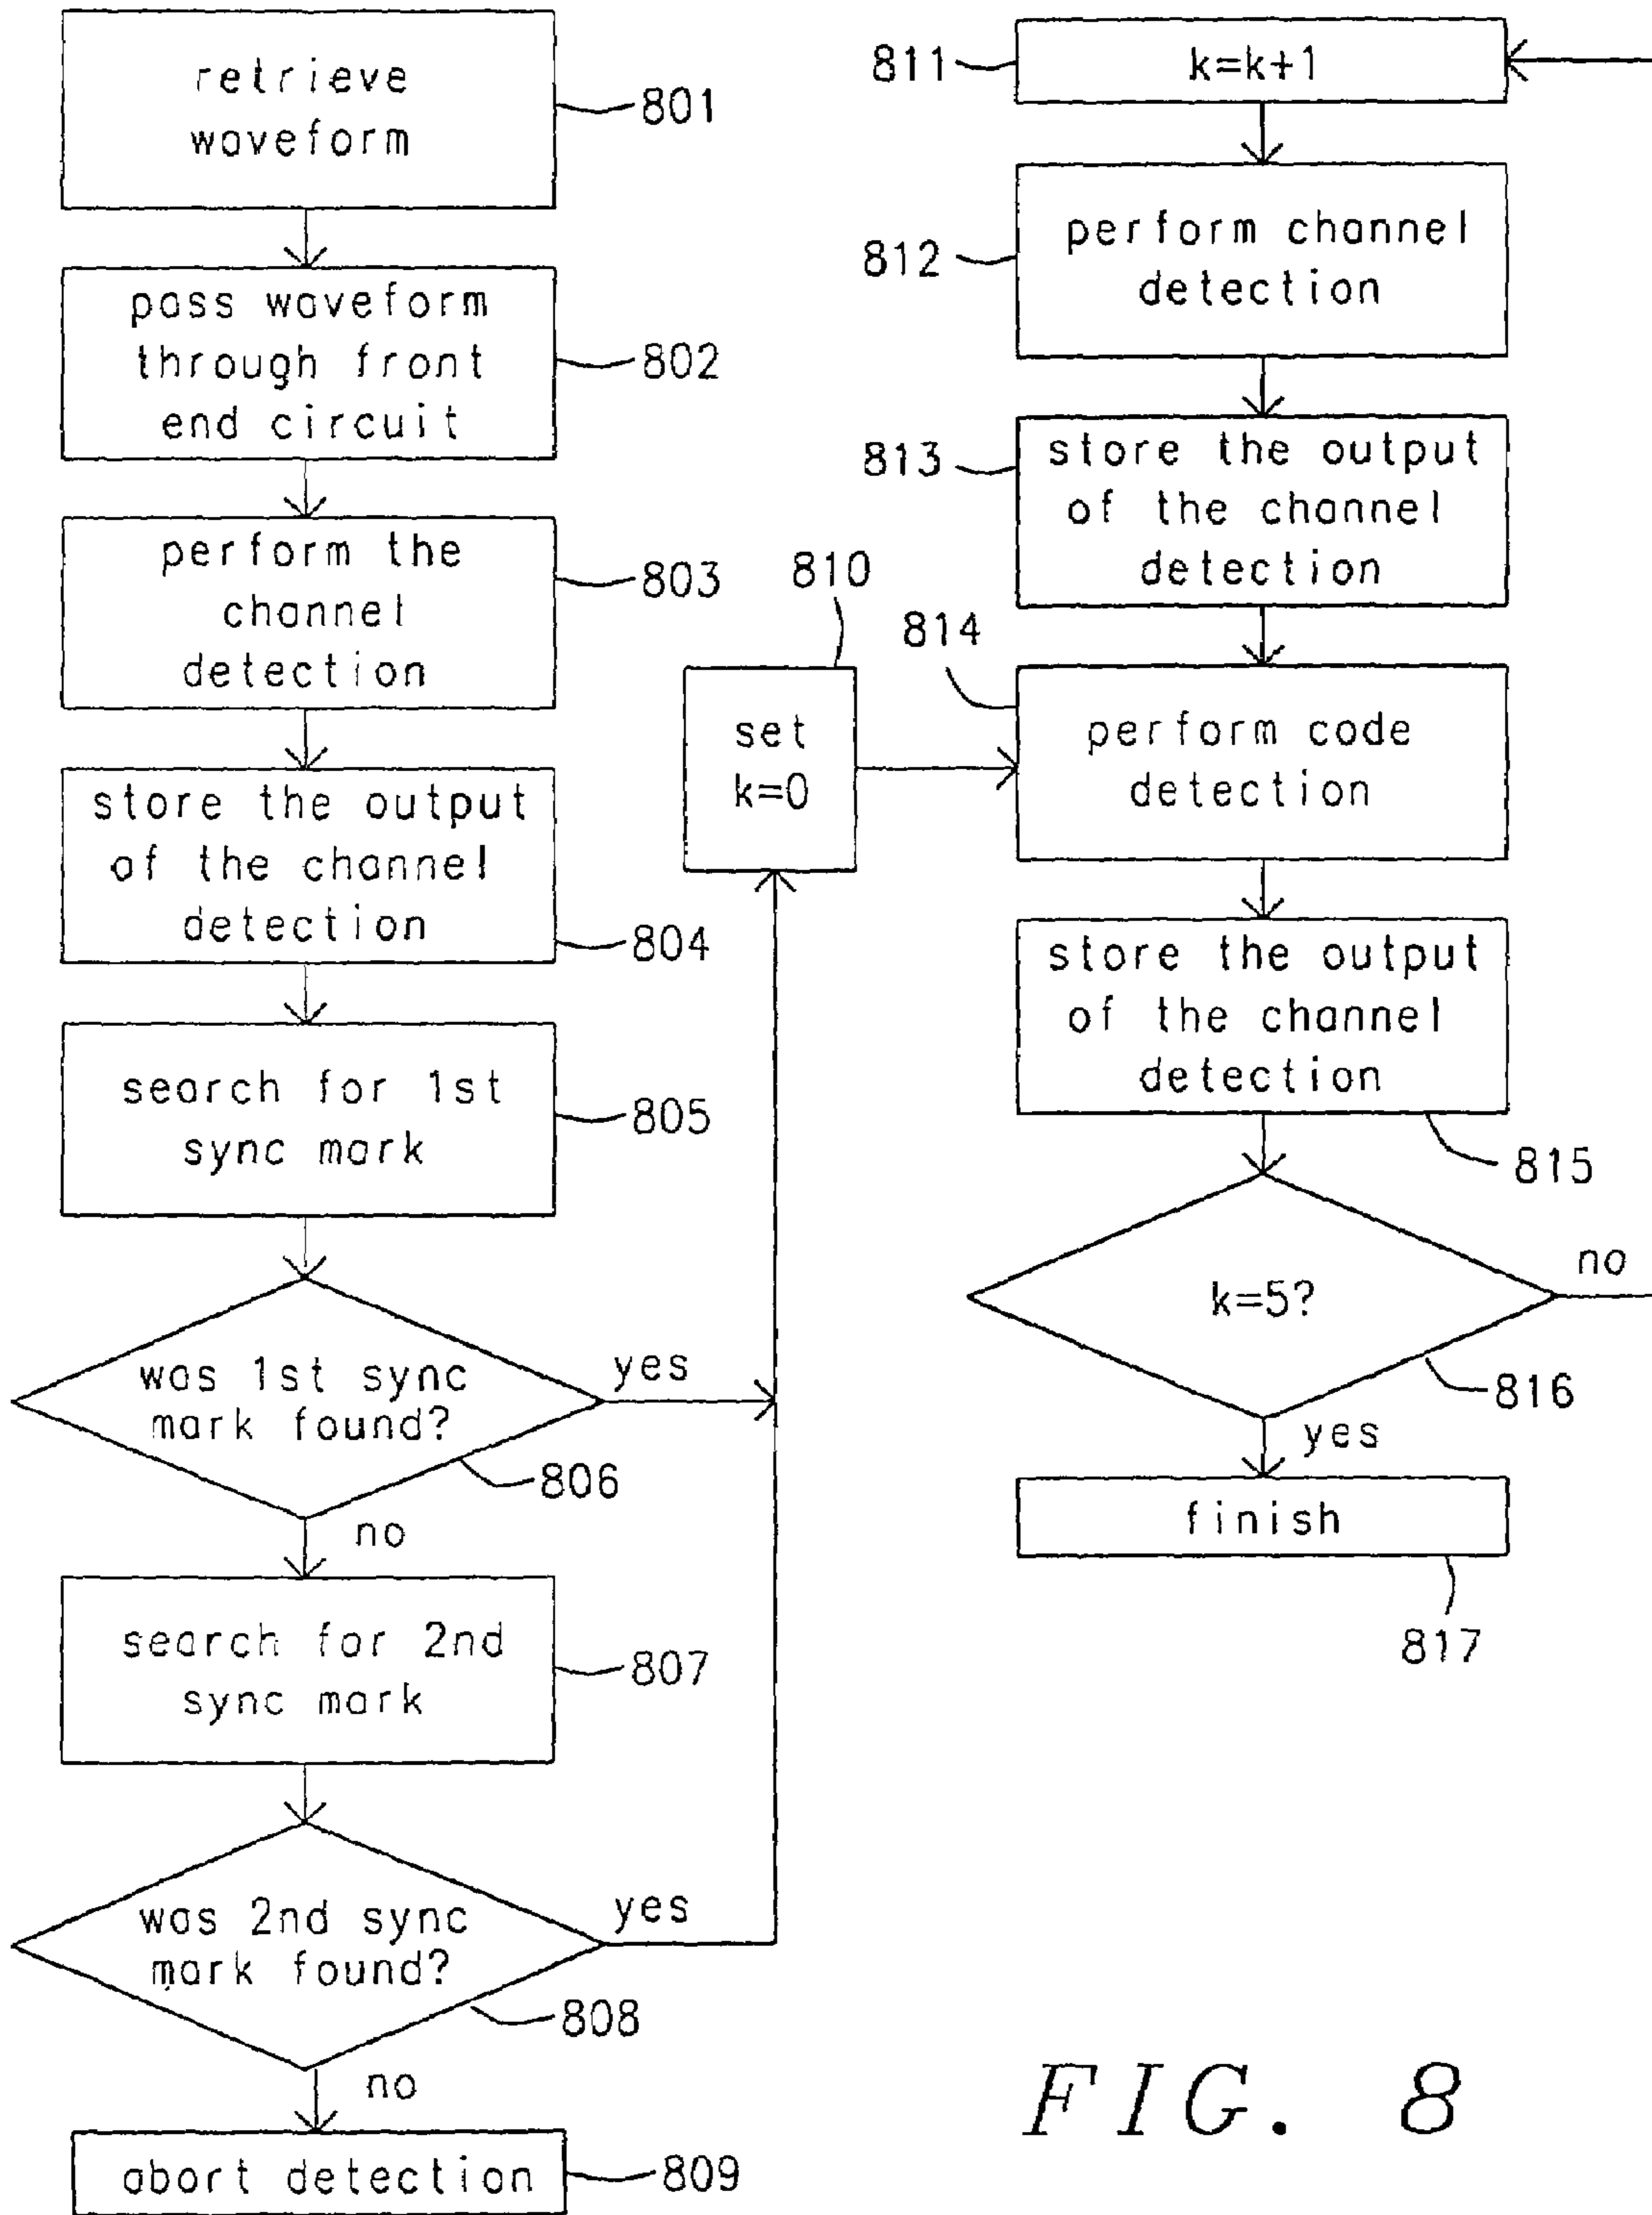 retrieve
waveform
801
pass waveform
through front
end circuit
802
perform the
channel
detection
803
store the output
of the channel
detection
804
search for 1st
sync mark
805
was 1st sync
mark found?
yes
806
no
search for 2nd
sync mark
807
was 2nd sync
mark found?
yes
808
no
abort detection
809
810
set
k=0
811
k=k+1
812
perform channel
detection
813
store the output
of the channel
detection
814
perform code
detection
store the output
of the channel
detection
815
k=5?
no
816
yes
finish
817
FIG. 8